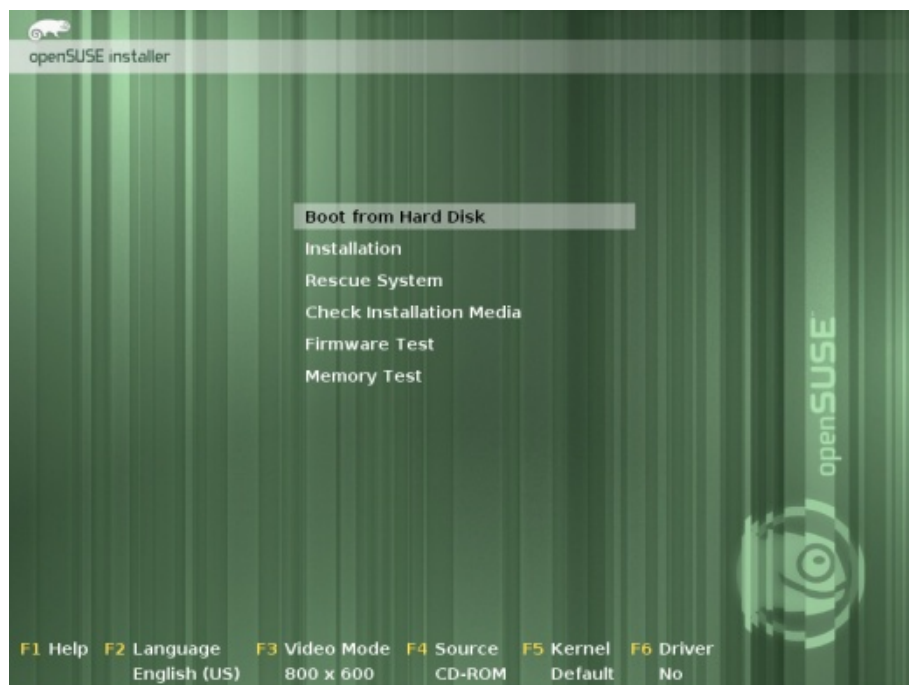 openSUSE installer
Boot from Hard Disk
Installation
Rescue System
Check Installation Media
Firmware Test
Memory Test
openSUSE
F1 Help F2 Language F3 Video Mode F4 Source F5 Kernel F6 Driver
English (US) 800 x 600 CD-ROM Default No